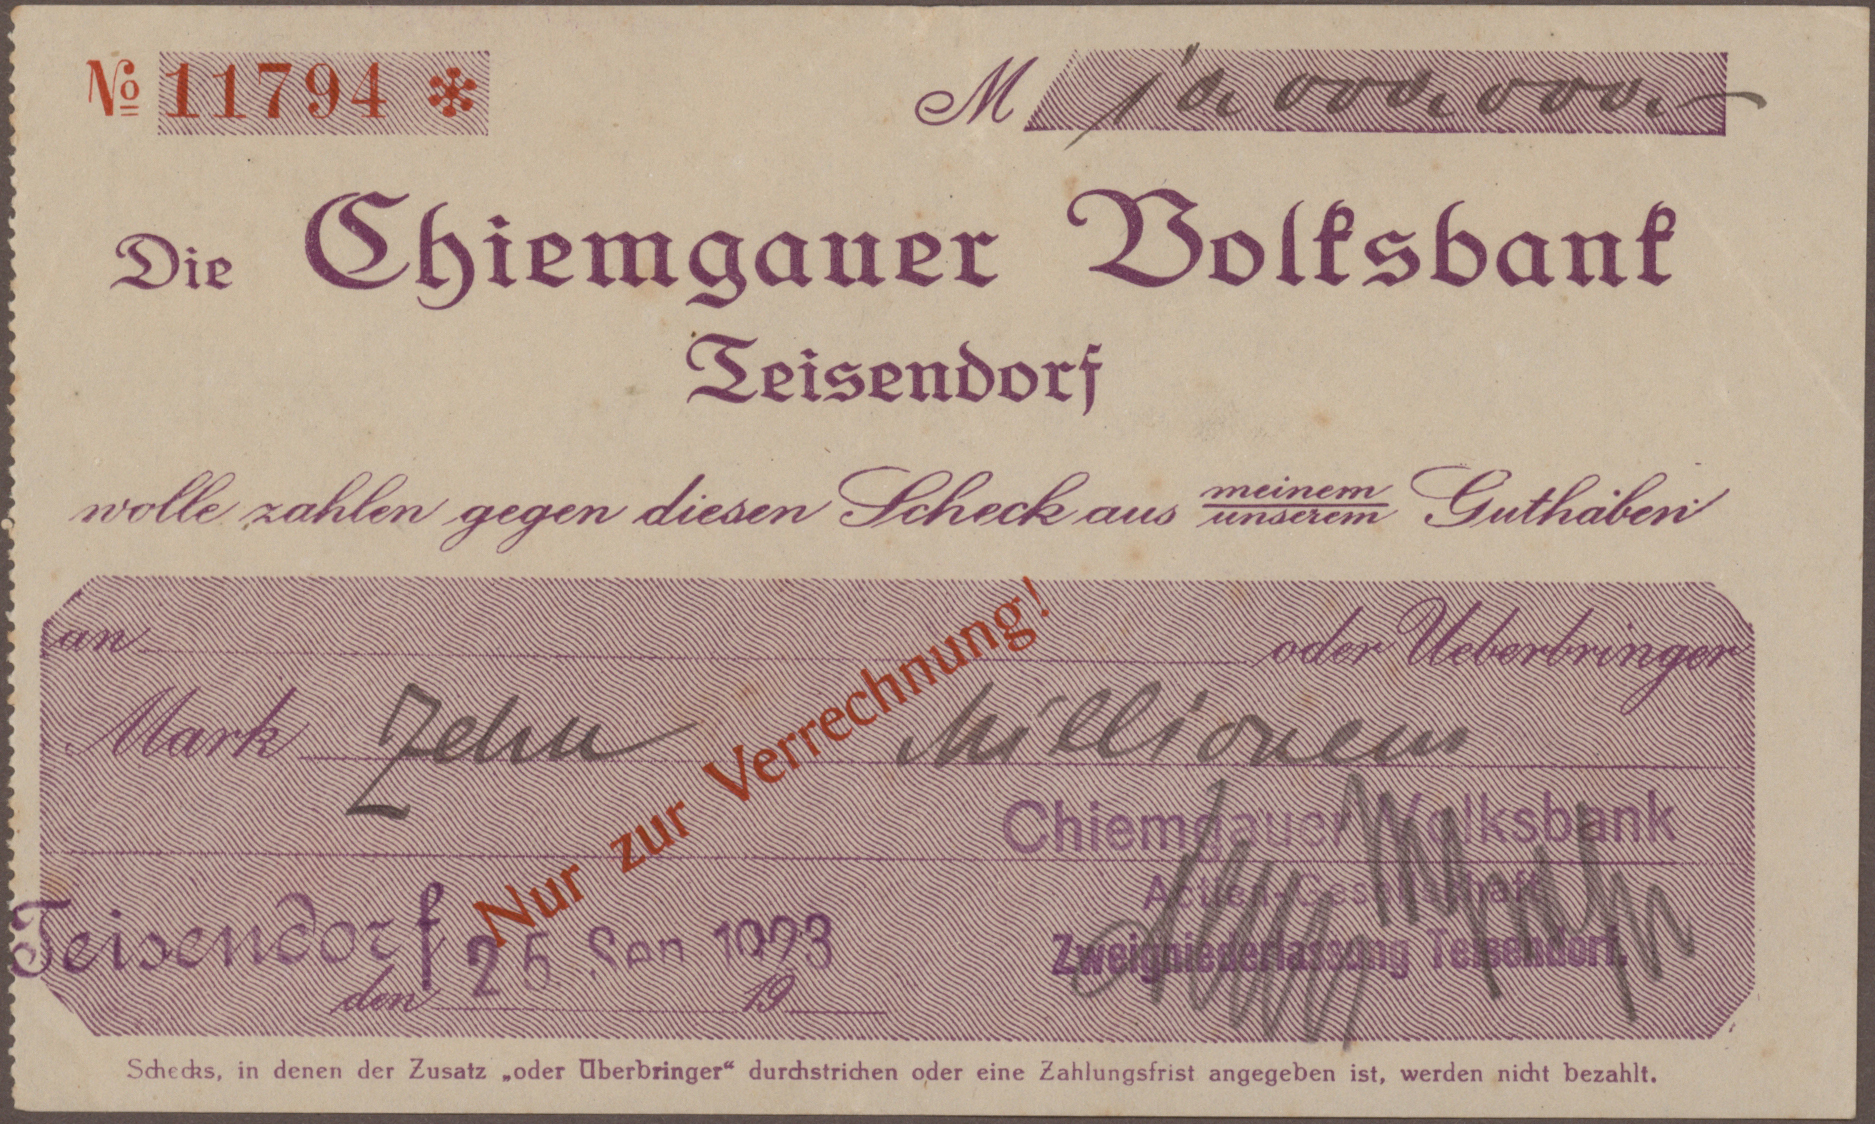 № 11794 *
M 10.000.000.-
Die Chiemgauer Volksbank
Teisendorf
wolle zahlen gegen diesen Scheck aus meinem
unserem Guthaben
an oder Ueberbringer
Mark Zehn Millionen
Nur zur Verrechnung!
Chiemgauer Volksbank
Actien-Gesellschaft
Zweigniederlassung Teisendorf.
Teisendorf 25 Sep 1923
den 19
Schecks, in denen der Zusatz „oder Überbringer“ durchstrichen oder eine Zahlungsfrist angegeben ist, werden nicht bezahlt.